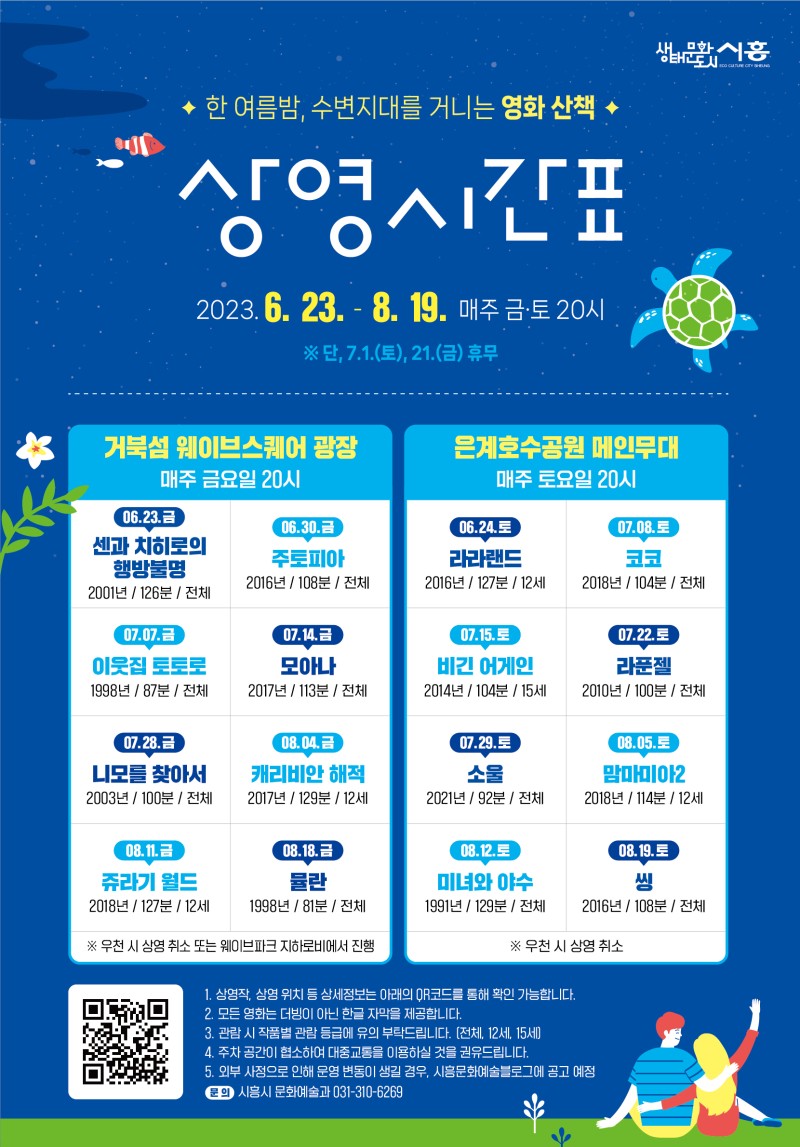 생태문화도시 시흥
ECO CULTURE CITY SIHEUNG
한 여름밤, 수변지대를 거니는 영화 산책
상영시간표
2023. 6. 23. - 8. 19. 매주 금·토 20시
※ 단, 7.1.(토), 21.(금) 휴무
거북섬 웨이브스퀘어 광장
매주 금요일 20시
06.23.금
센과 치히로의
행방불명
2001년 / 126분 / 전체
06.30.금
주토피아
2016년 / 108분 / 전체
07.07.금
이웃집 토토로
1998년 / 87분 / 전체
07.14.금
모아나
2017년 / 113분 / 전체
07.28.금
니모를 찾아서
2003년 / 100분 / 전체
08.04.금
캐리비안 해적
2017년 / 129분 / 12세
08.11.금
쥬라기 월드
2018년 / 127분 / 12세
08.18.금
뮬란
1998년 / 81분 / 전체
※ 우천 시 상영 취소 또는 웨이브파크 지하로비에서 진행
은계호수공원 메인무대
매주 토요일 20시
06.24.토
라라랜드
2016년 / 127분 / 12세
07.08.토
코코
2018년 / 104분 / 전체
07.15.토
비긴 어게인
2014년 / 104분 / 15세
07.22.토
라푼젤
2010년 / 100분 / 전체
07.29.토
소울
2021년 / 92분 / 전체
08.05.토
맘마미아2
2018년 / 114분 / 12세
08.12.토
미녀와 야수
1991년 / 129분 / 전체
08.19.토
씽
2016년 / 108분 / 전체
※ 우천 시 상영 취소
1. 상영작, 상영 위치 등 상세정보는 아래의 QR코드를 통해 확인 가능합니다.
2. 모든 영화는 더빙이 아닌 한글 자막을 제공합니다.
3. 관람 시 작품별 관람 등급에 유의 부탁드립니다. (전체, 12세, 15세)
4. 주차 공간이 협소하여 대중교통을 이용하실 것을 권유드립니다.
5. 외부 사정으로 인해 운영 변동이 생길 경우, 시흥문화예술블로그에 공고 예정
문의 시흥시 문화예술과 031-310-6269